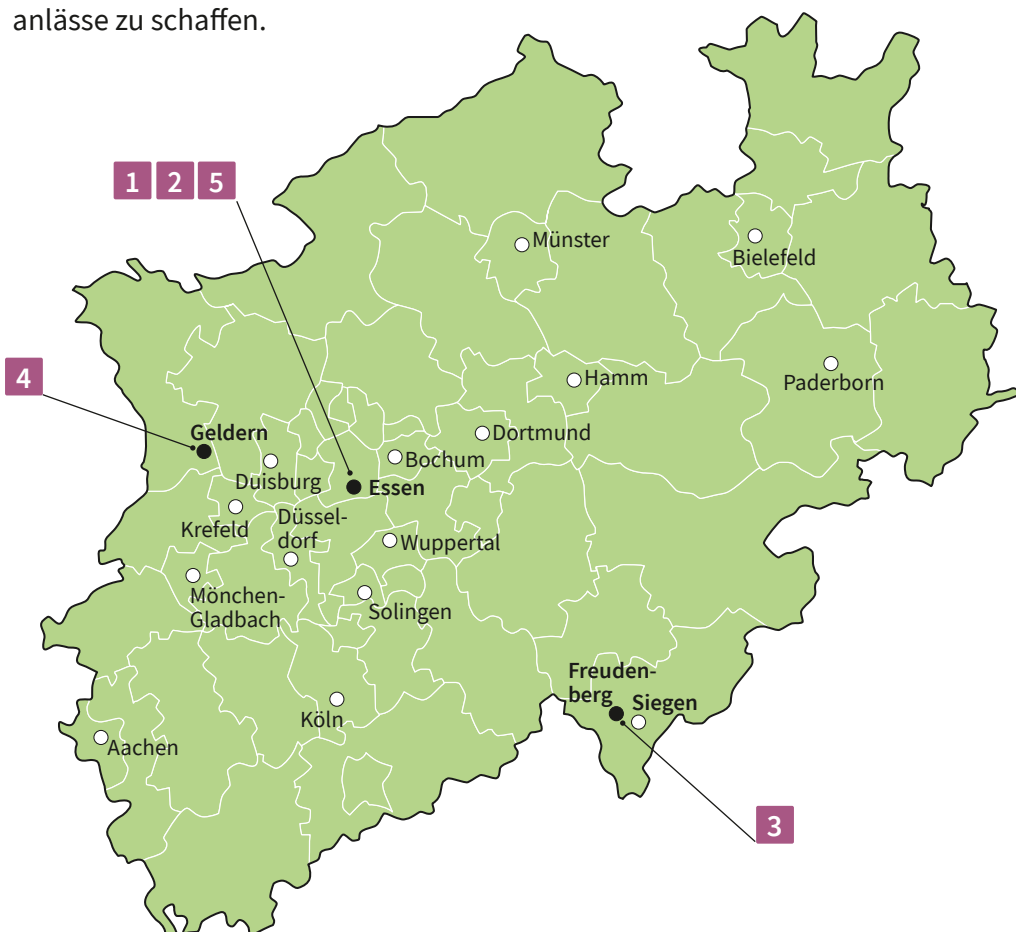 anlässe zu schaffen.
1 2 5
Münster
Bielefeld
4
Hamm
Paderborn
Geldern
Dortmund
Bochum
Duisburg
Essen
Krefeld
Düssel-
dorf
Wuppertal
Mönchen-
Gladbach
Solingen
Freuden-
berg
Siegen
Köln
Aachen
3